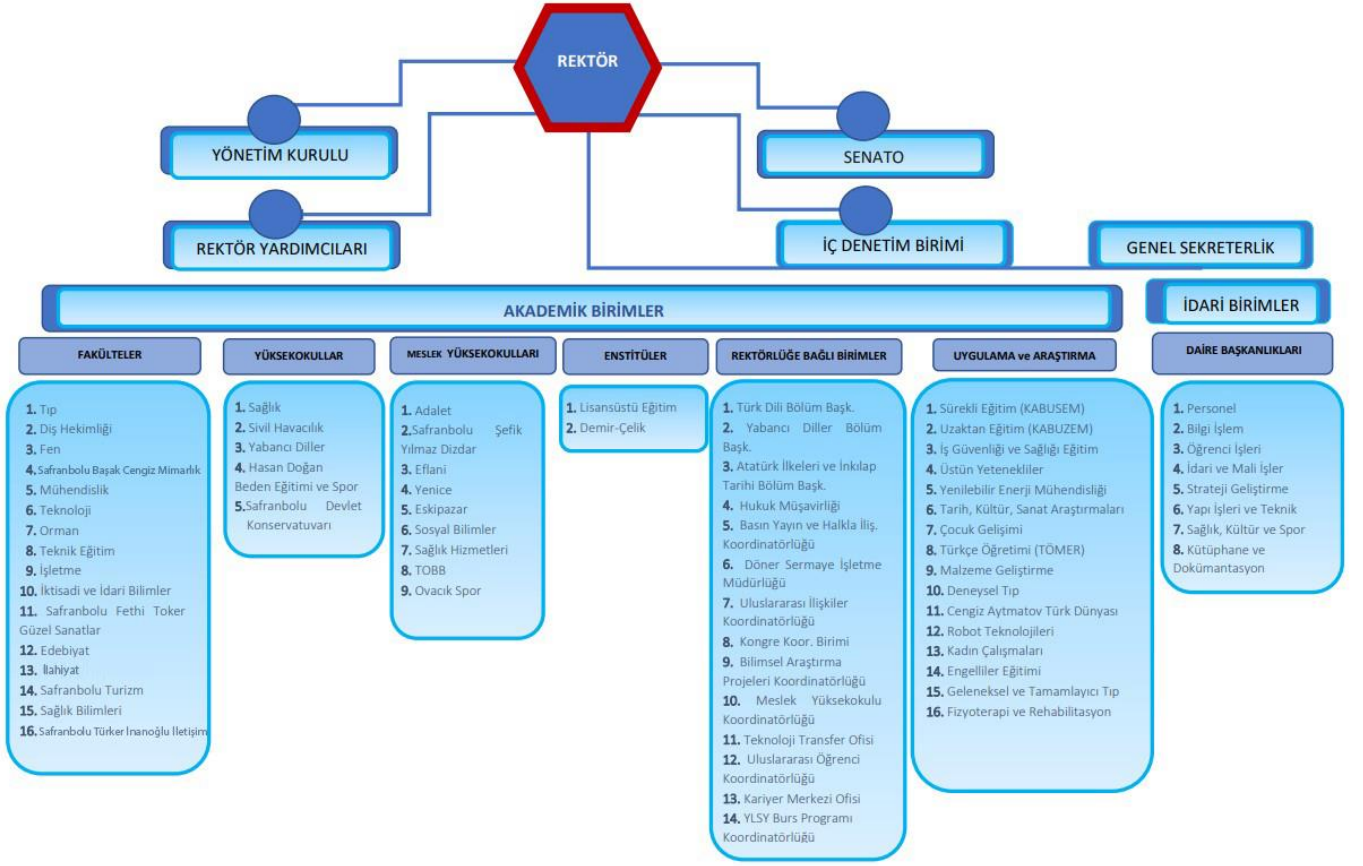 REKTÖR
YÖNETİM KURULU
SENATO
REKTÖR YARDIMCILARI
İÇ DENETİM BİRİMİ
GENEL SEKRETERLİK
AKADEMİK BİRİMLER
İDARİ BİRİMLER
FAKÜLTELER
1. Tıp
2. Diş Hekimliği
3. Fen
4.Safranbolu Başak Cengiz Mimarlık
5. Mühendislik
6. Teknoloji
7. Orman
8. Teknik Eğitim
9. İşletme
10. İktisadi ve İdari Bilimler
11. Safranbolu Fethi Toker
Güzel Sanatlar
12. Edebiyat
13. İlahiyat
14. Safranbolu Turizm
15. Sağlık Bilimleri
16.Safranbolu Türker İnanoğlu İletişim
YÜKSEKOKULLAR
1. Sağlık
2. Sivil Havacılık
3. Yabancı Diller
4. Hasan Doğan
Beden Eğitimi ve Spor
5.Safranbolu Devlet
Konservatuvarı
MESLEK YÜKSEKOKULLARI
1. Adalet
2.Safranbolu Şefik
Yılmaz Dizdar
3. Eflani
4. Yenice
5. Eskipazar
6. Sosyal Bilimler
7. Sağlık Hizmetleri
8. TOBB
9. Ovacık Spor
ENSTİTÜLER
1. Lisansüstü Eğitim
2. Demir-Çelik
REKTÖRLÜĞE BAĞLI BİRİMLER
1. Türk Dili Bölüm Başk.
2. Yabancı Diller Bölüm
Başk.
3. Atatürk İlkeleri ve İnkılap
Tarihi Bölüm Başk.
4. Hukuk Müşavirliği
5. Basın Yayın ve Halkla İliş.
Koordinatörlüğü
6. Döner Sermaye İşletme
Müdürlüğü
7. Uluslararası İlişkiler
Koordinatörlüğü
8. Kongre Koor. Birimi
9. Bilimsel Araştırma
Projeleri Koordinatörlüğü
10. Meslek Yüksekokulu
Koordinatörlüğü
11. Teknoloji Transfer Ofisi
12. Uluslararası Öğrenci
Koordinatörlüğü
13. Kariyer Merkezi Ofisi
14. YLSY Burs Programı
Koordinatörlüğü
UYGULAMA ve ARAŞTIRMA
1. Sürekli Eğitim (KABUSEM)
2. Uzaktan Eğitim (KABUZEM)
3. İş Güvenliği ve Sağlığı Eğitim
4. Üstün Yetenekliler
5. Yenilebilir Enerji Mühendisliği
6. Tarih, Kültür, Sanat Araştırmaları
7. Çocuk Gelişimi
8. Türkçe Öğretimi (TÖMER)
9. Malzeme Geliştirme
10. Deneysel Tıp
11. Cengiz Aytmatov Türk Dünyası
12. Robot Teknolojileri
13. Kadın Çalışmaları
14. Engelliler Eğitimi
15. Geleneksel ve Tamamlayıcı Tıp
16. Fizyoterapi ve Rehabilitasyon
DAİRE BAŞKANLIKLARI
1. Personel
2. Bilgi İşlem
3. Öğrenci İşleri
4. İdari ve Mali İşler
5. Strateji Geliştirme
6. Yapı İşleri ve Teknik
7. Sağlık, Kültür ve Spor
8. Kütüphane ve
Dokümantasyon